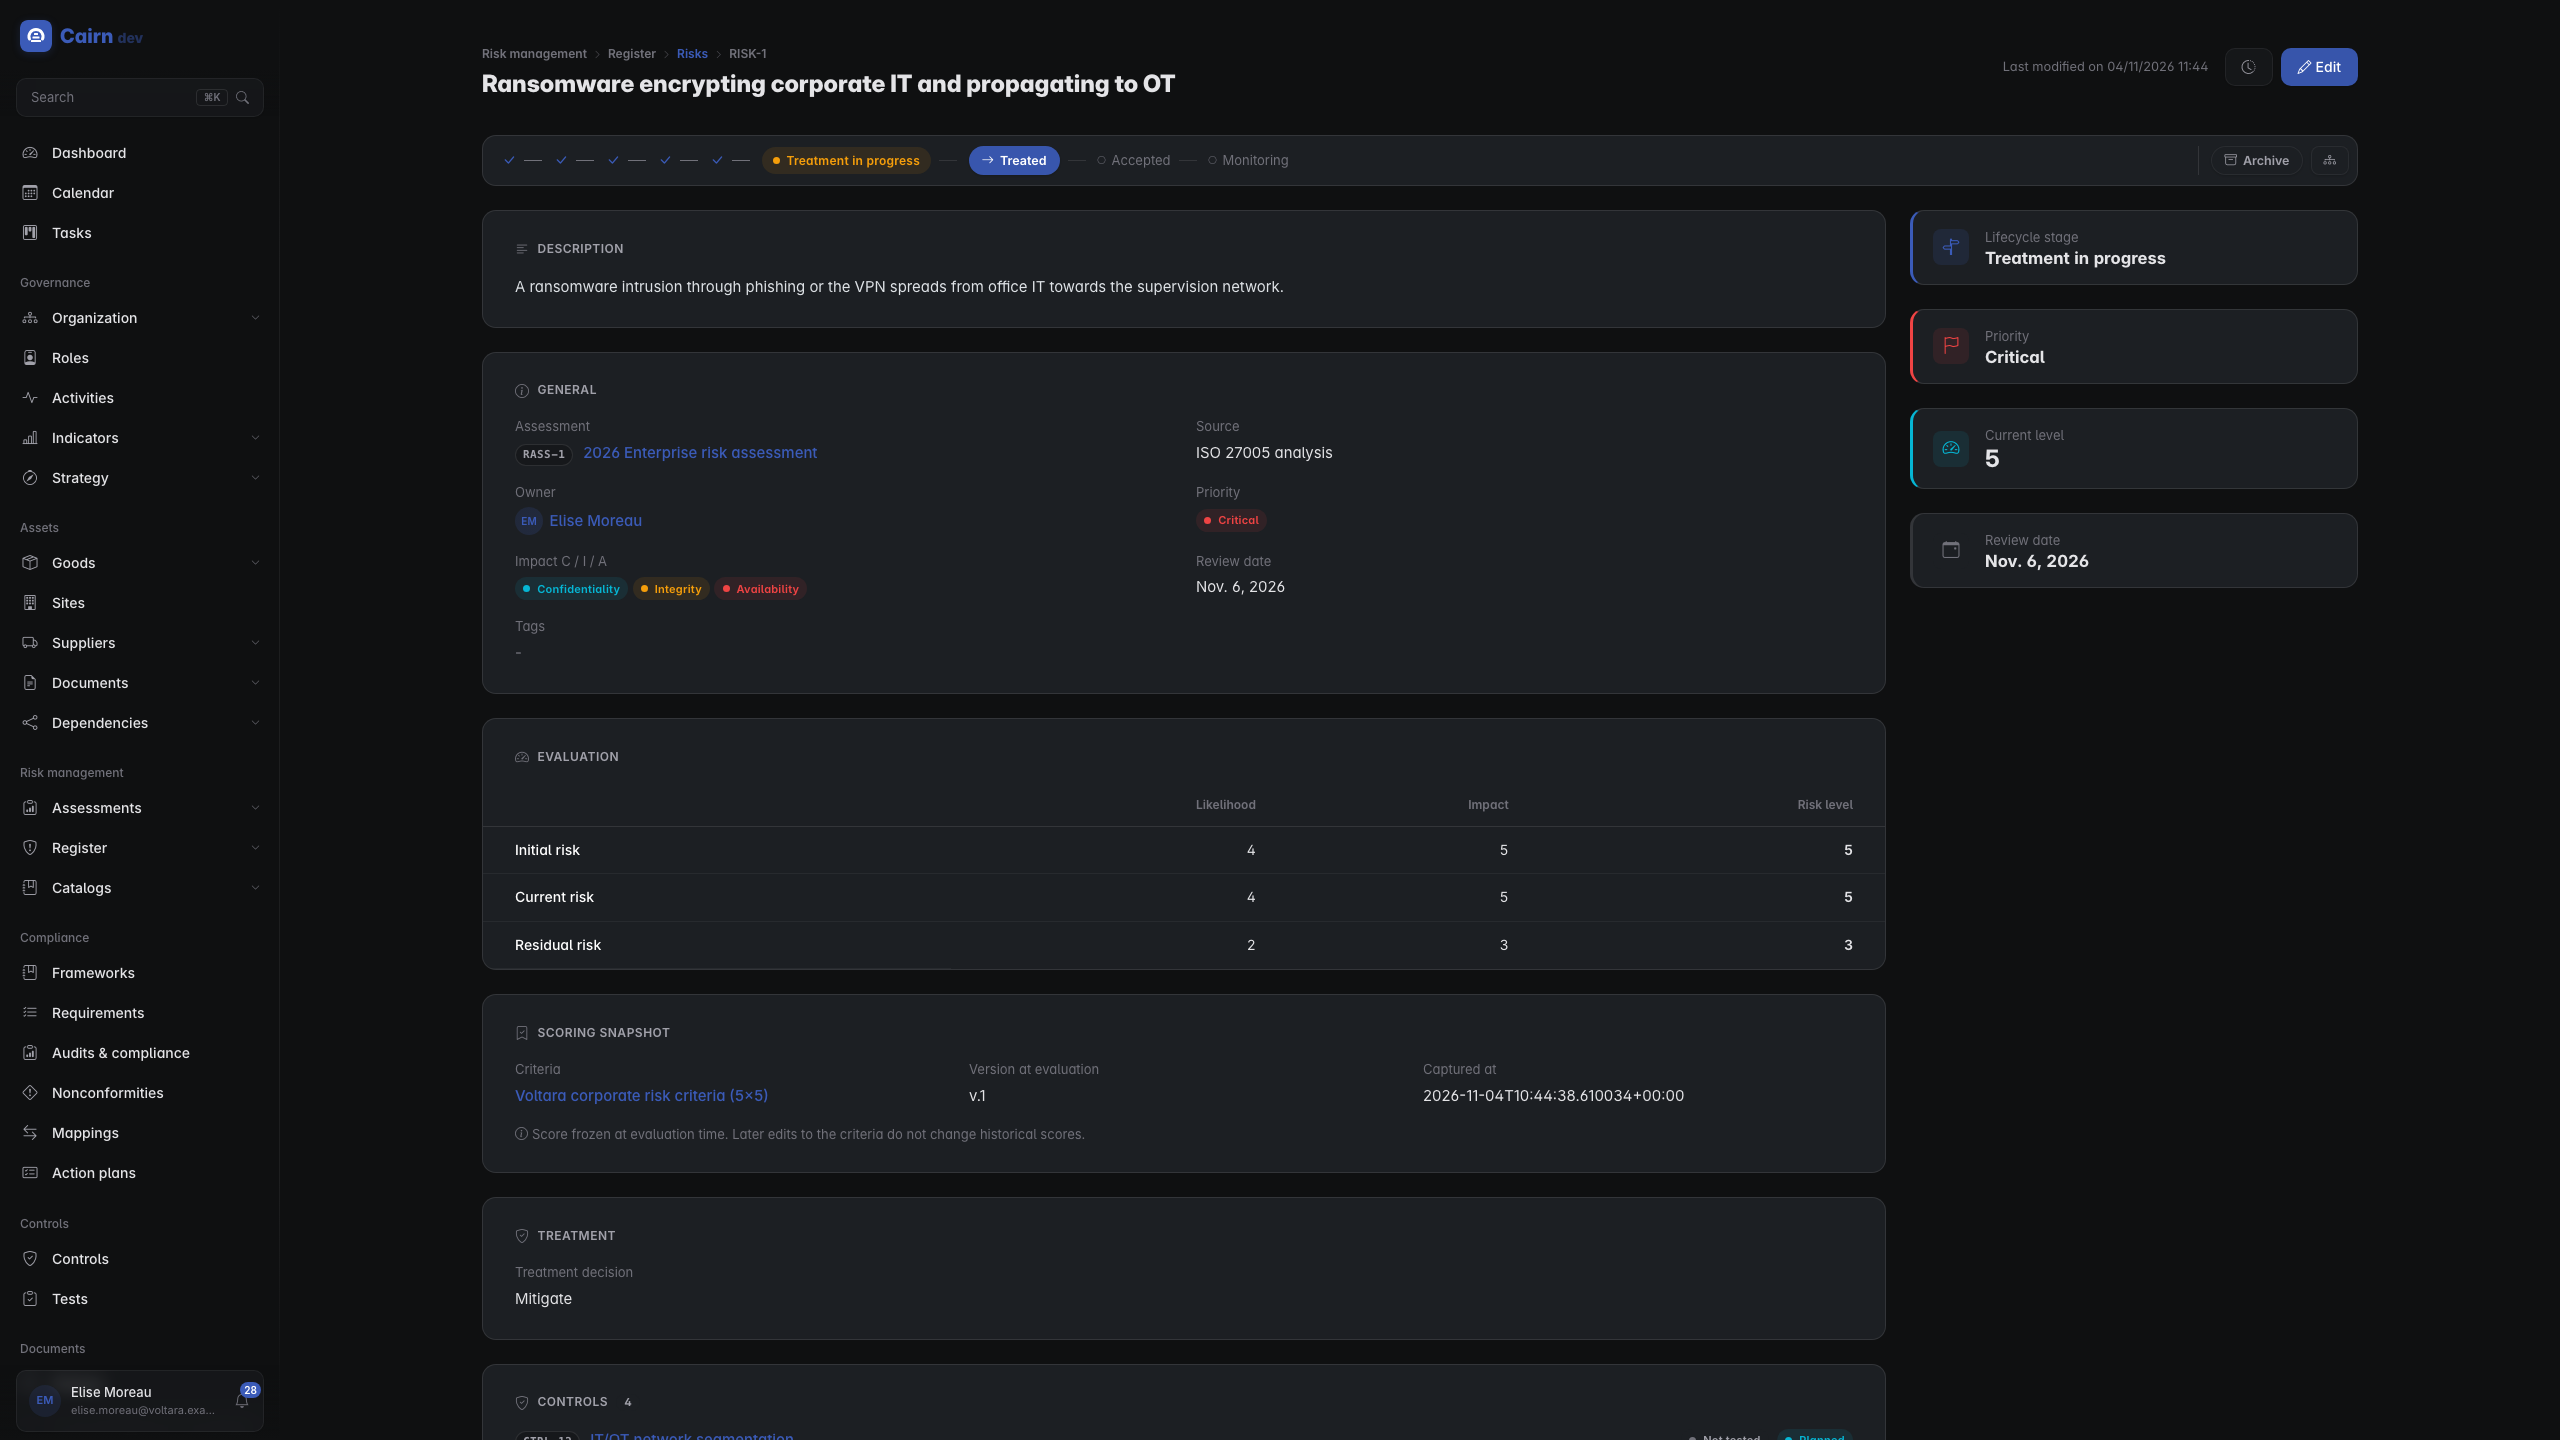 Cairn dev
Search ⌘K
Dashboard
Calendar
Tasks
Governance
Organization
Roles
Activities
Indicators
Strategy
Assets
Goods
Sites
Suppliers
Documents
Dependencies
Risk management
Assessments
Register
Catalogs
Compliance
Frameworks
Requirements
Audits & compliance
Nonconformities
Mappings
Action plans
Controls
Controls
Tests
Documents
EM Elise Moreau 28
elise.moreau@voltara.exa...
Risk management > Register > Risks > RISK-1
Ransomware encrypting corporate IT and propagating to OT
Last modified on 04/11/2026 11:44
Edit
Treatment in progress
Treated
Accepted
Monitoring
Archive
DESCRIPTION
A ransomware intrusion through phishing or the VPN spreads from office IT towards the supervision network.
GENERAL
Assessment
RASS-1 2026 Enterprise risk assessment
Source
ISO 27005 analysis
Owner
EM Elise Moreau
Priority
Critical
Impact C / I / A
Confidentiality Integrity Availability
Review date
Nov. 6, 2026
Tags
-
EVALUATION
Likelihood Impact Risk level
Initial risk 4 5 5
Current risk 4 5 5
Residual risk 2 3 3
SCORING SNAPSHOT
Criteria
Voltara corporate risk criteria (5×5)
Version at evaluation
v.1
Captured at
2026-11-04T10:44:38.610034+00:00
Score frozen at evaluation time. Later edits to the criteria do not change historical scores.
TREATMENT
Treatment decision
Mitigate
CONTROLS 4
CTRL-13 IT/OT network segmentation Not tested Planned
Lifecycle stage
Treatment in progress
Priority
Critical
Current level
5
Review date
Nov. 6, 2026